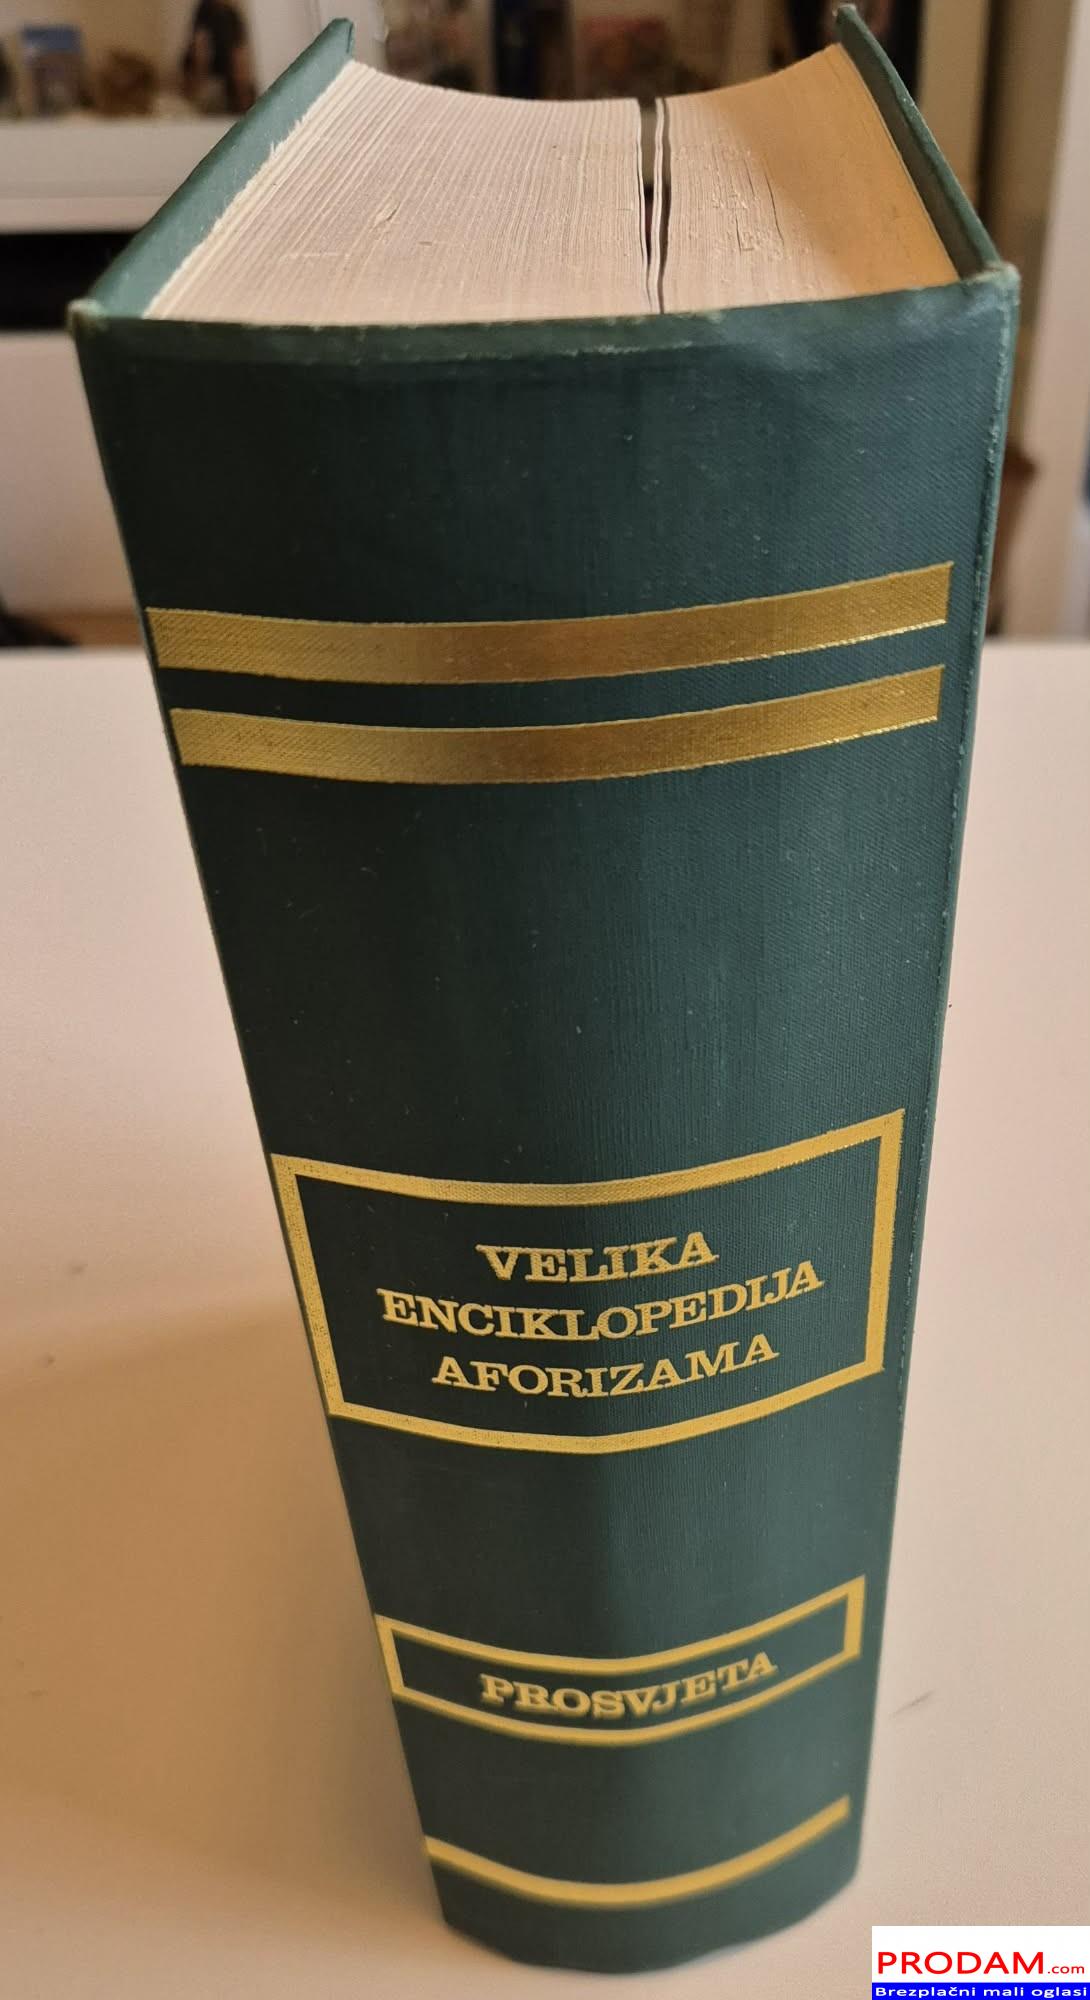 VELIKA
ENCIKLOPEDIJA
AFORIZAMA
PROSVJETA
PRODAM.com
Brezplačni mali oglasi